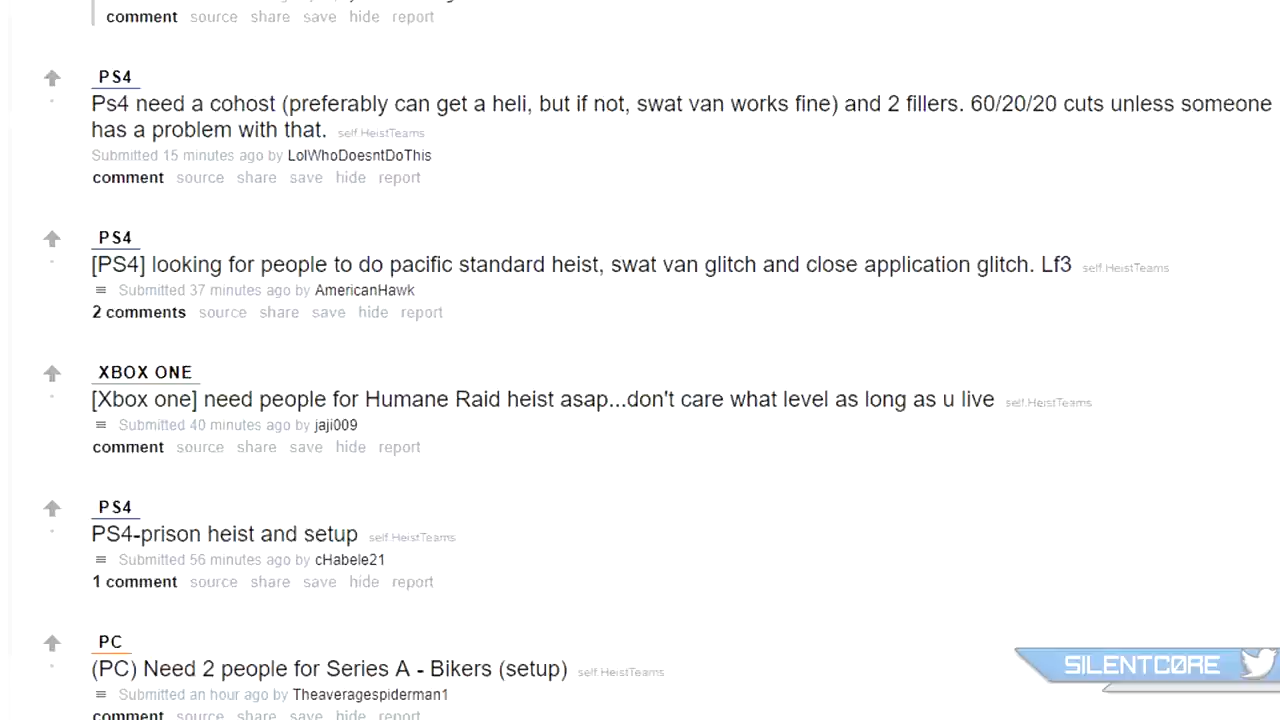 comment source share save hide report
PS4
Ps4 need a cohost (preferably can get a heli, but if not, swat van works fine) and 2 fillers. 60/20/20 cuts unless someone
has a problem with that. self.HeistTeams
Submitted 15 minutes ago by LolWhoDoesntDoThis
comment source share save hide report
PS4
[PS4] looking for people to do pacific standard heist, swat van glitch and close application glitch. Lf3 self.HeistTeams
Submitted 37 minutes ago by AmericanHawk
2 comments source share save hide report
XBOX ONE
[Xbox one] need people for Humane Raid heist asap...don't care what level as long as u live self.HeistTeams
Submitted 40 minutes ago by jaji009
comment source share save hide report
PS4
PS4-prison heist and setup self.HeistTeams
Submitted 56 minutes ago by cHabele21
1 comment source share save hide report
PC
(PC) Need 2 people for Series A - Bikers (setup) self.HeistTeams
SILENTCORE
Submitted an hour ago by Theaveragespiderman1
comment source share save hide report